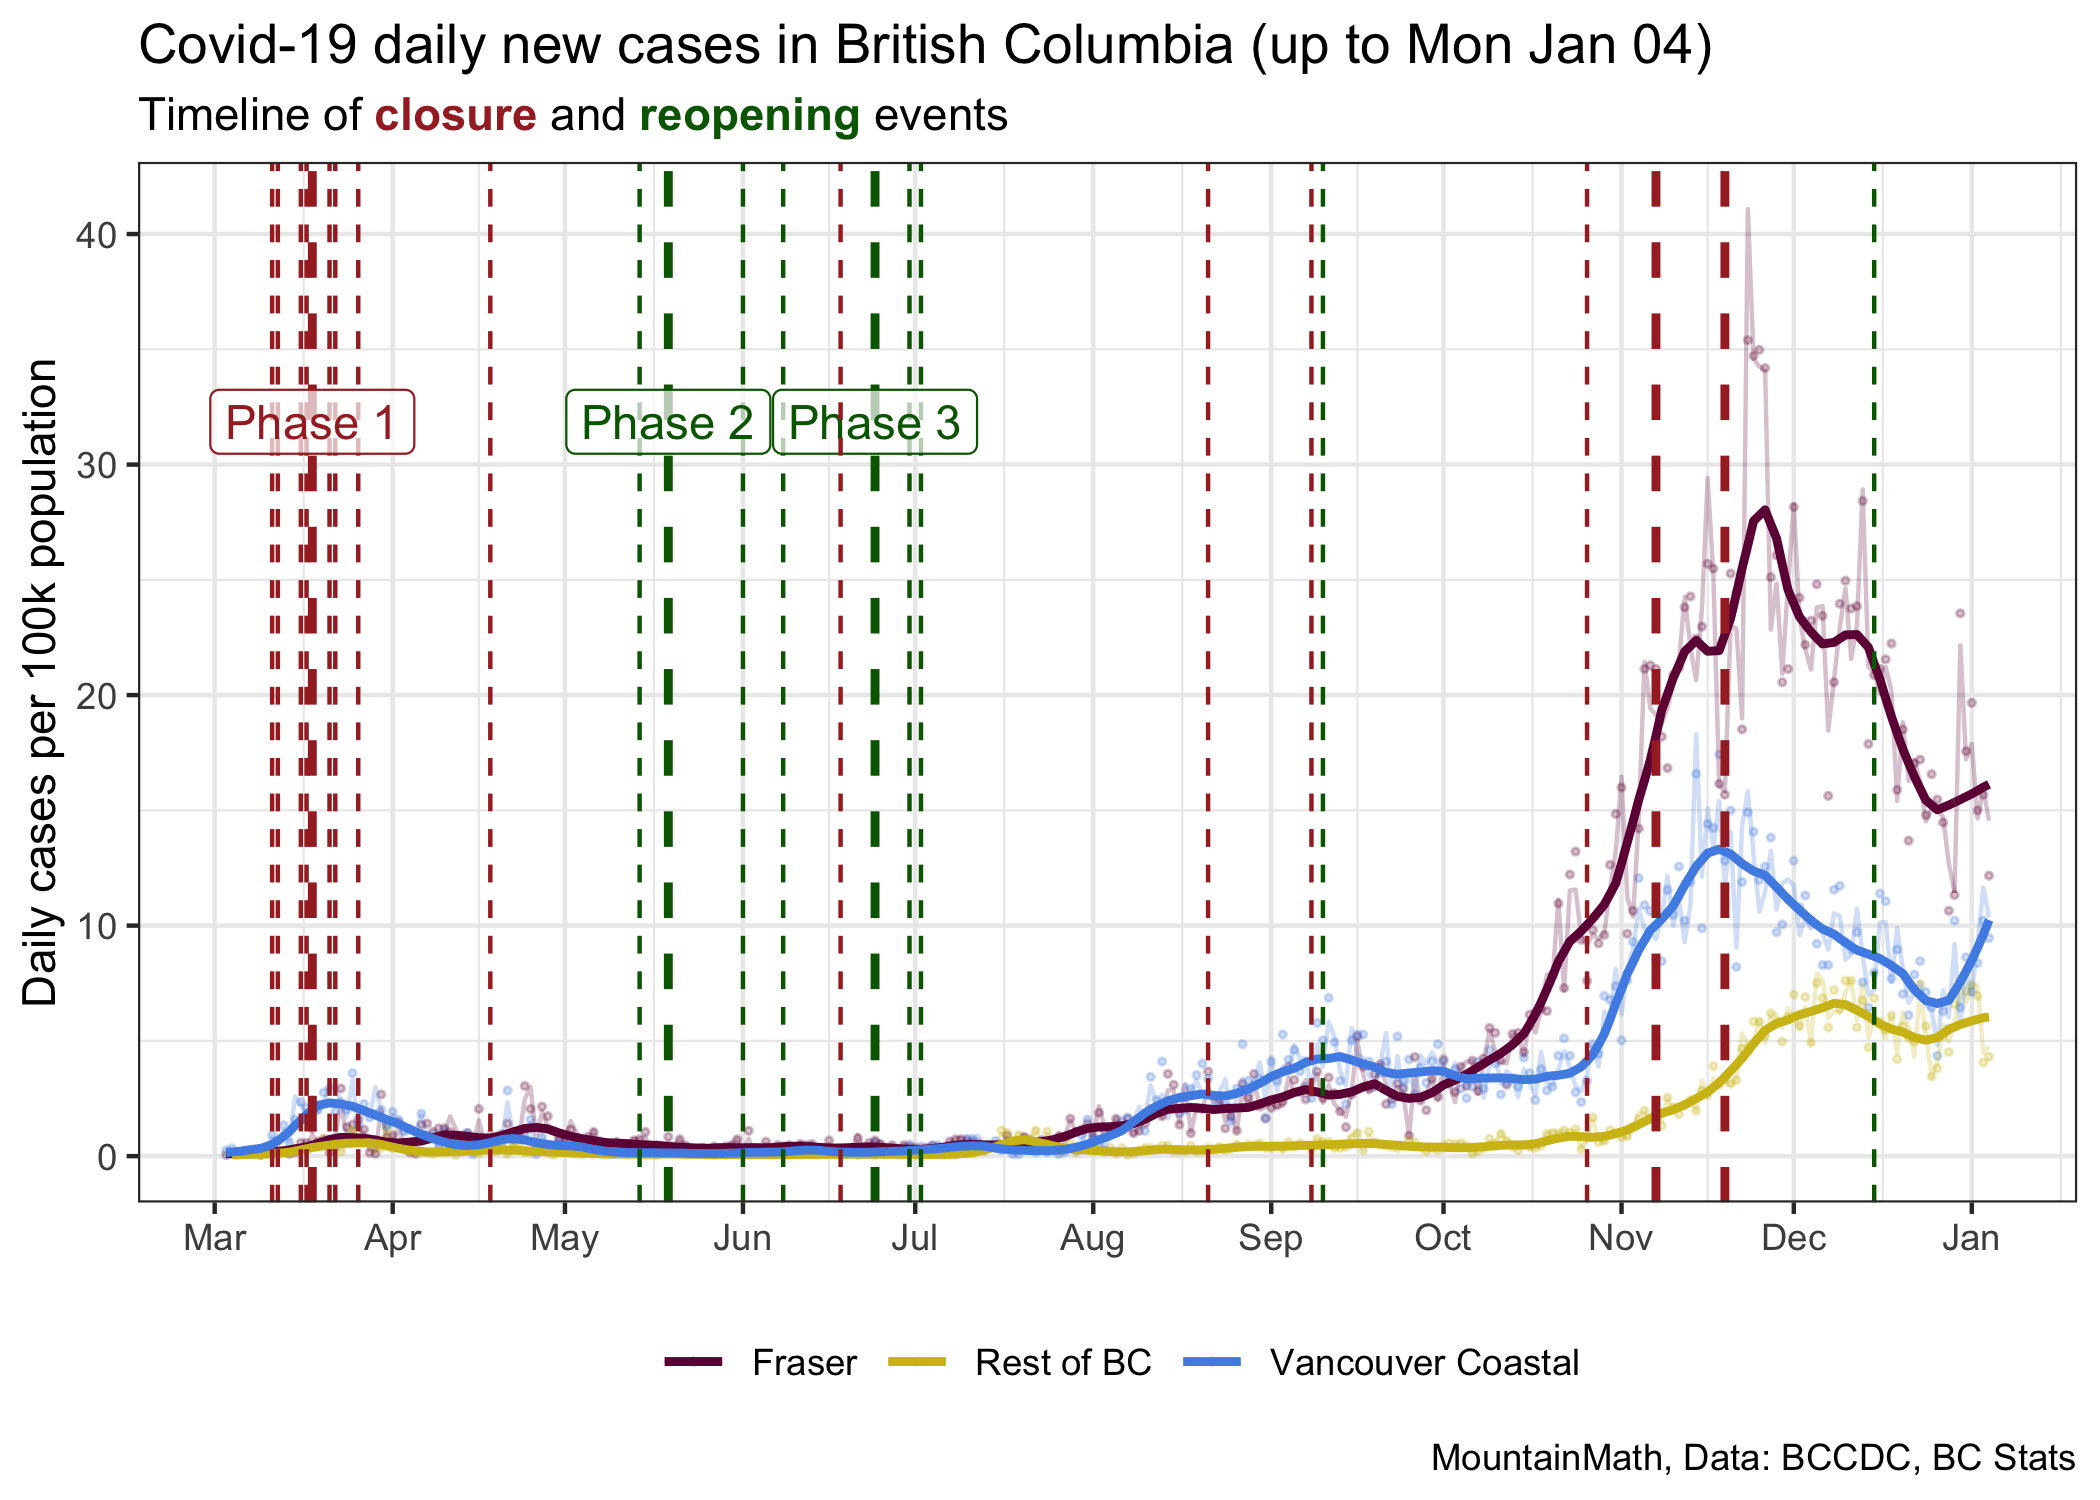 Covid-19 daily new cases in British Columbia (up to Mon Jan 04)
Timeline of closure and reopening events
Daily cases per 100k population
40
30
20
10
0
Phase 1
Phase 2
Phase 3
Mar Apr May Jun Jul Aug Sep Oct Nov Dec Jan
Fraser Rest of BC Vancouver Coastal
MountainMath, Data: BCCDC, BC Stats